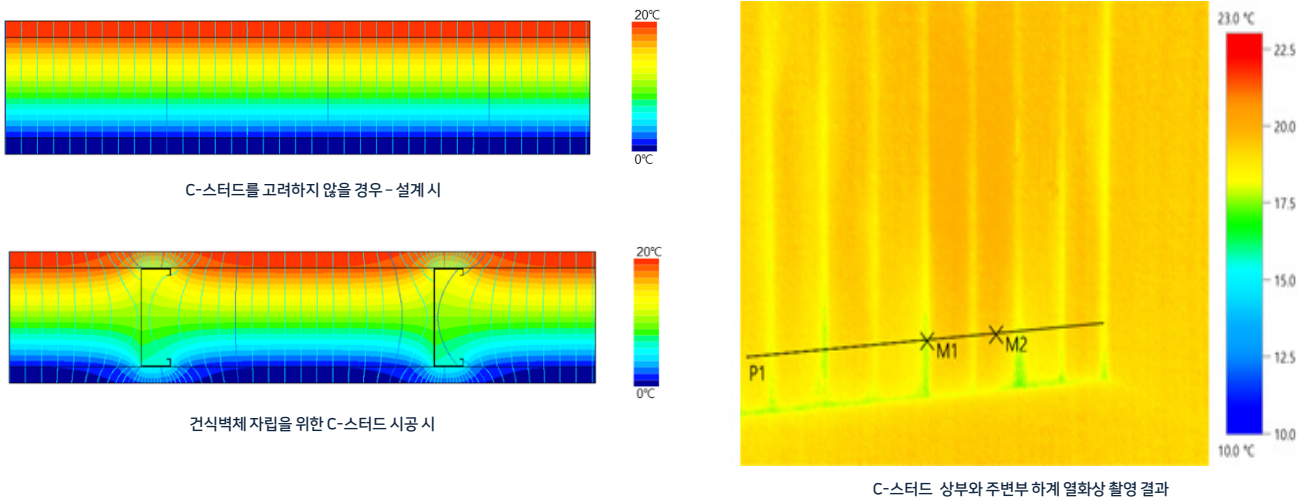 20℃
0℃
C-스터드를 고려하지 않을 경우 – 설계 시
20℃
0℃
건식벽체 자립을 위한 C-스터드 시공 시
23.0 ℃
22.5
20.0
17.5
15.0
12.5
10.0
10.0 ℃
P1
M1
M2
C-스터드 상부와 주변부 하계 열화상 촬영 결과